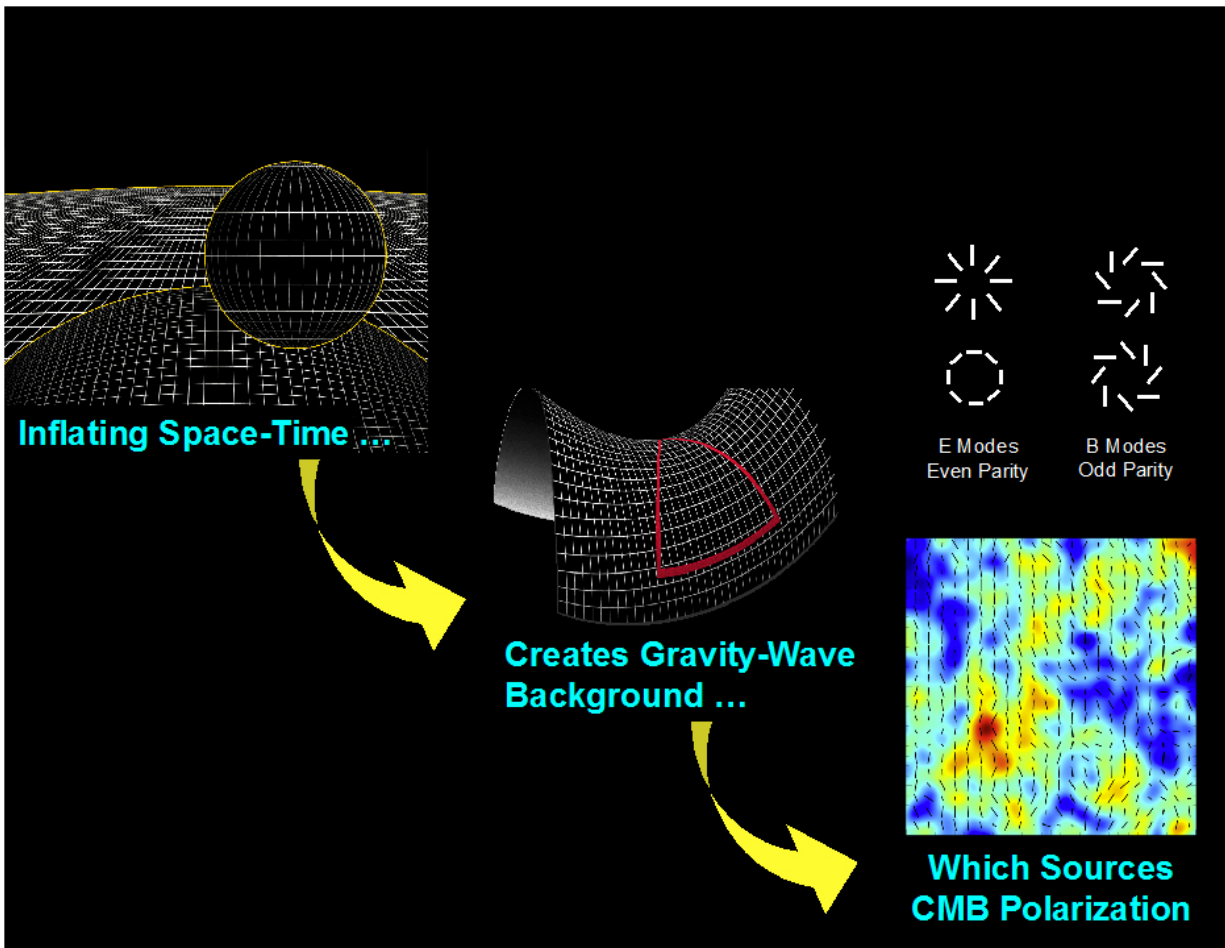 Inflating Space-Time ...
Creates Gravity-Wave
Background ...
E Modes
Even Parity
B Modes
Odd Parity
Which Sources
CMB Polarization